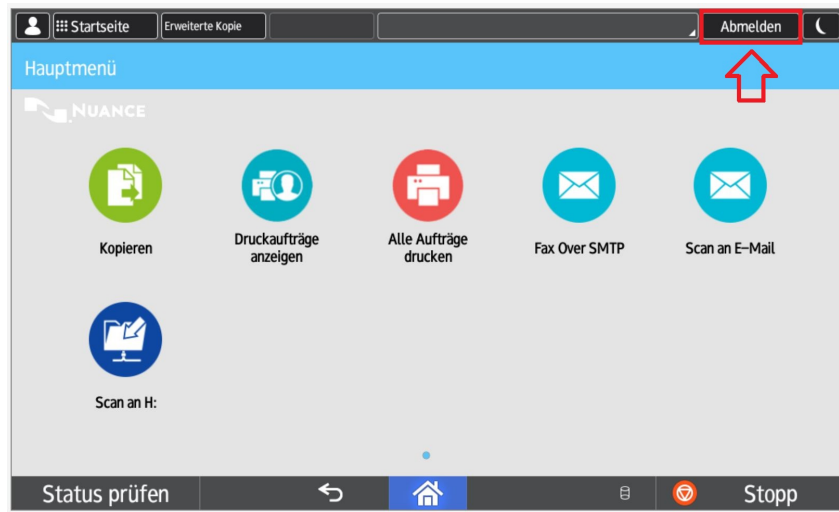 Startseite
Erweiterte Kopie
Abmelden
Hauptmenü
NUANCE
Kopieren
Druckaufträge
anzeigen
Alle Aufträge
drucken
Fax Over SMTP
Scan an E-Mail
Scan an H:
Status prüfen
Stopp